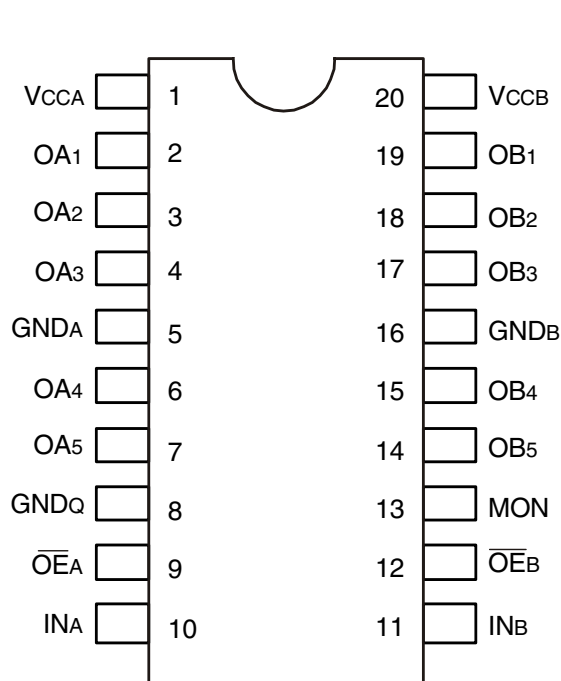 VCCA 1 20 VCCB
OA1 2 19 OB1
OA2 3 18 OB2
OA3 4 17 OB3
GNDA 5 16 GNDB
OA4 6 15 OB4
OA5 7 14 OB5
GNDQ 8 13 MON
O̅E̅A 9 12 O̅E̅B
INA 10 11 INB